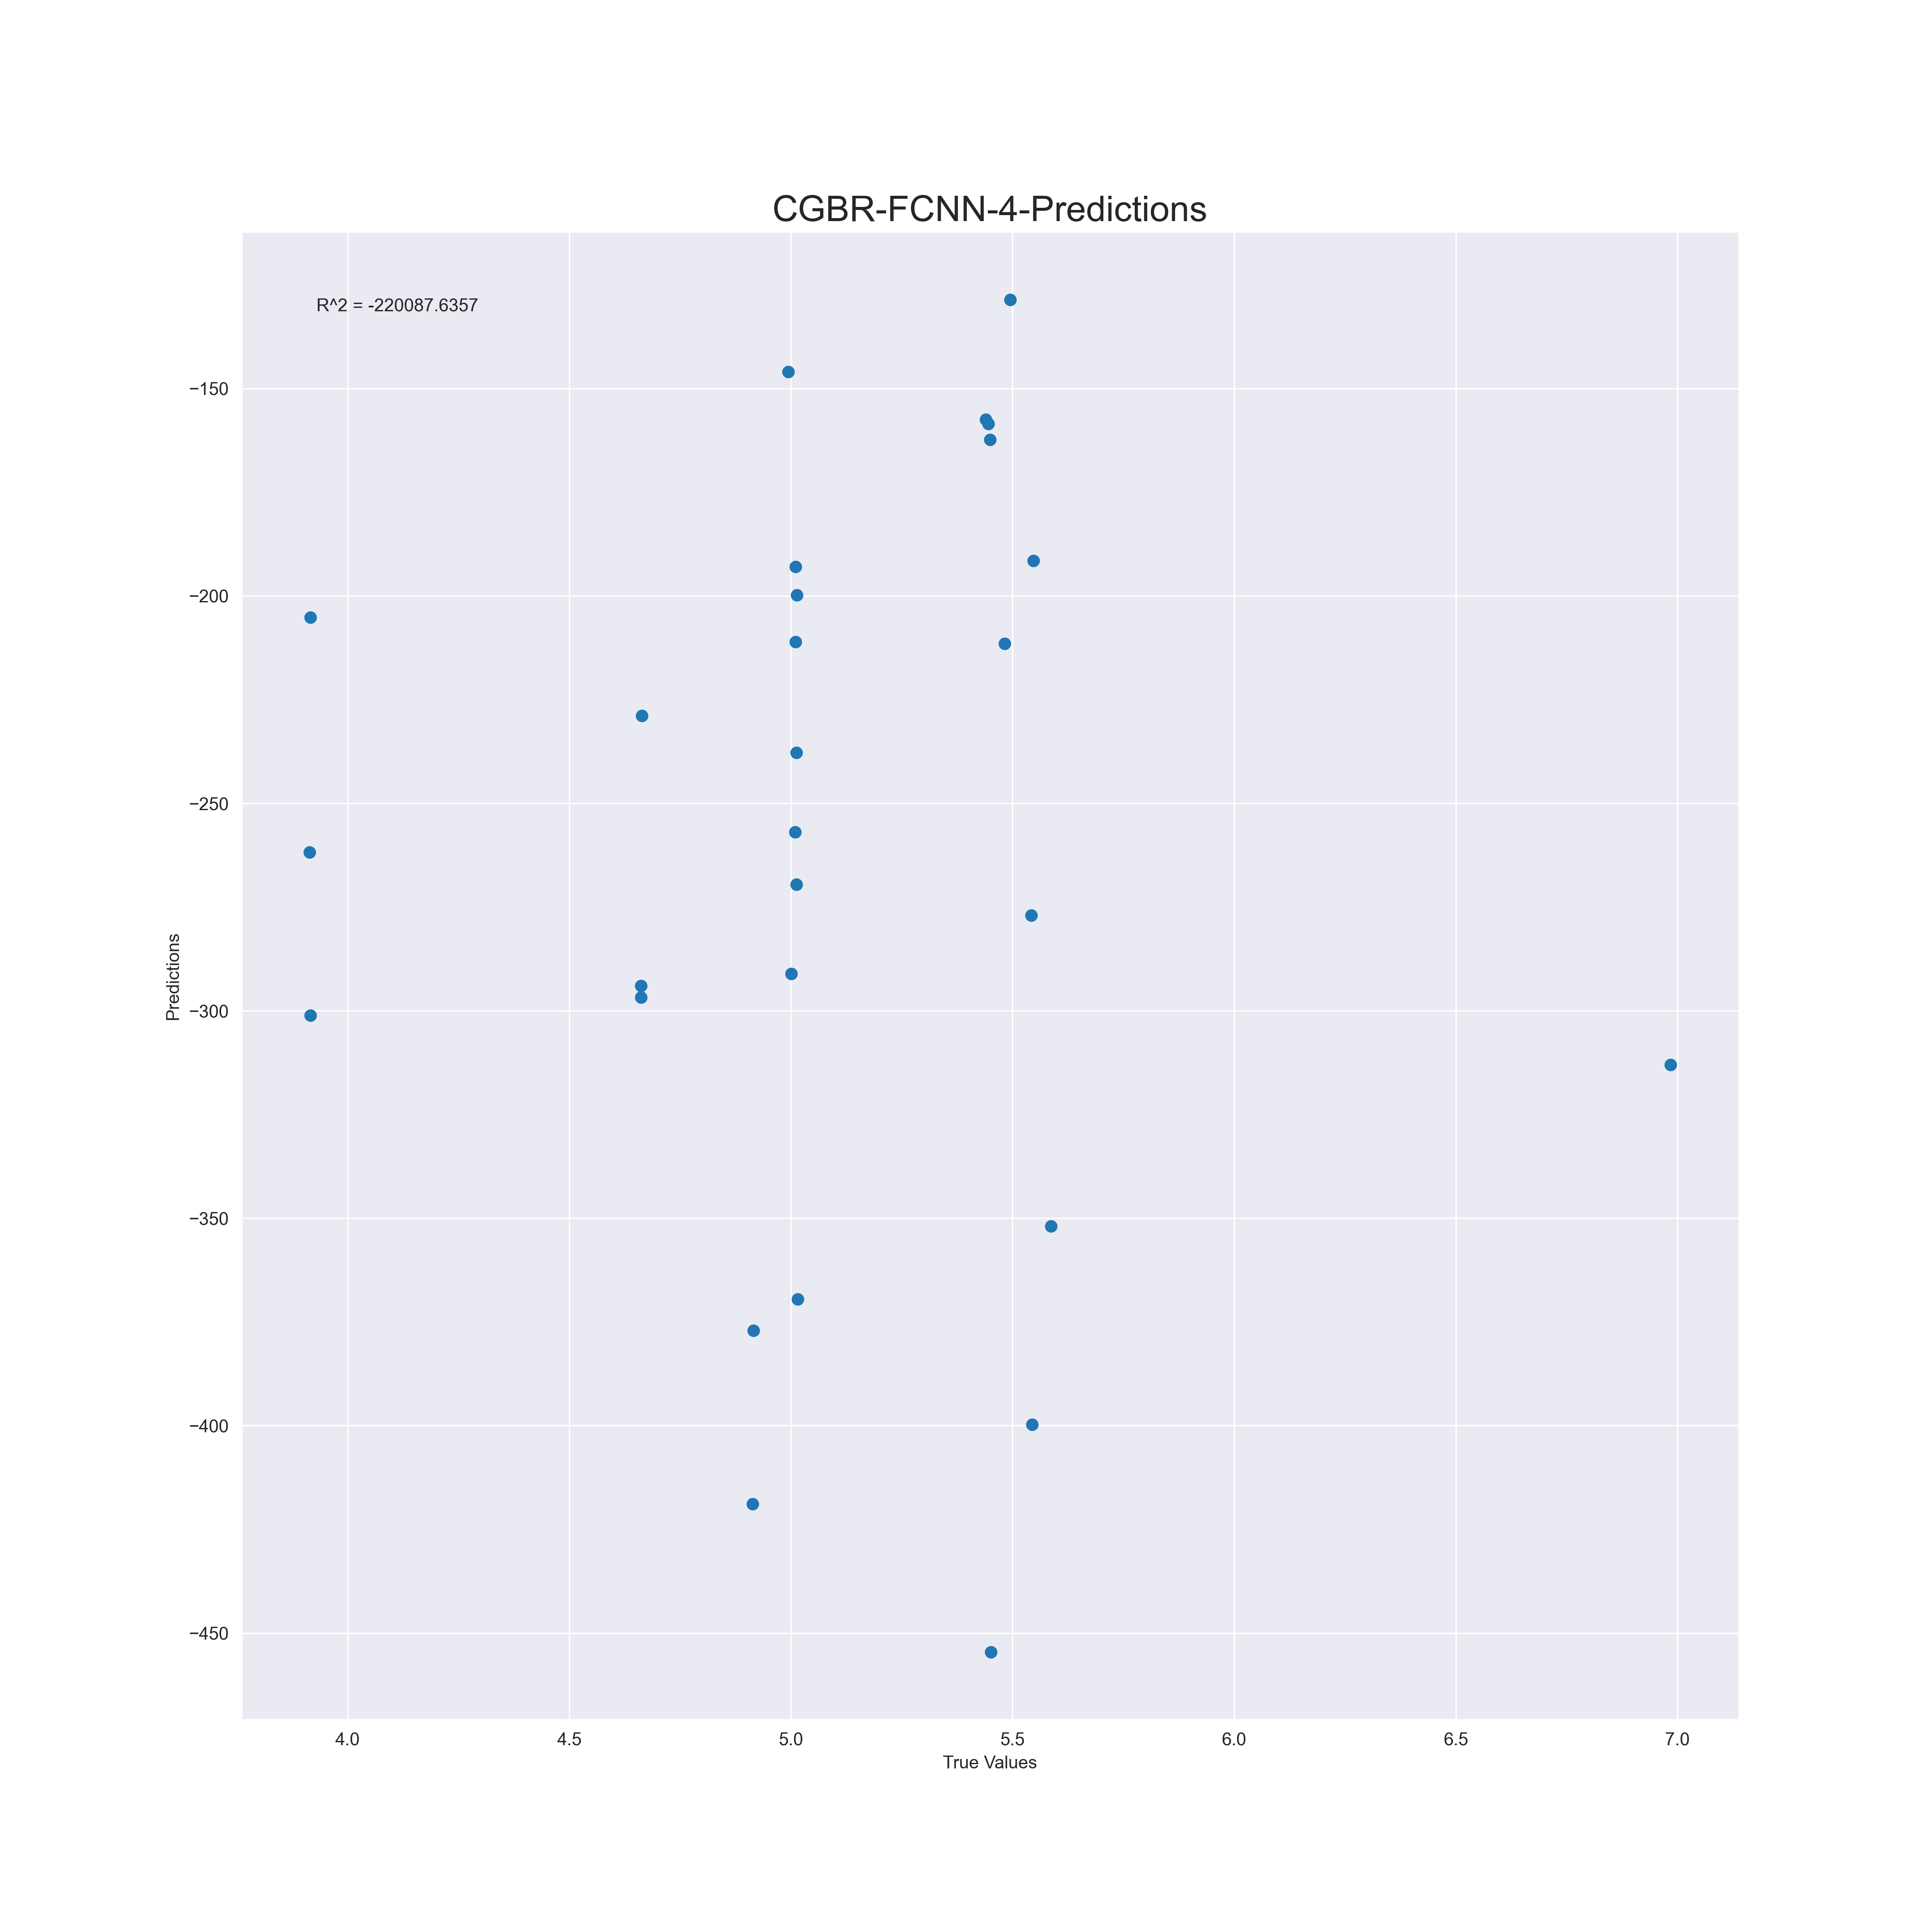 CGBR-FCNN-4-Predictions
R^2 = -220087.6357
−150
−200
−250
−300
−350
−400
−450
Predictions
4.0 4.5 5.0 5.5 6.0 6.5 7.0
True Values